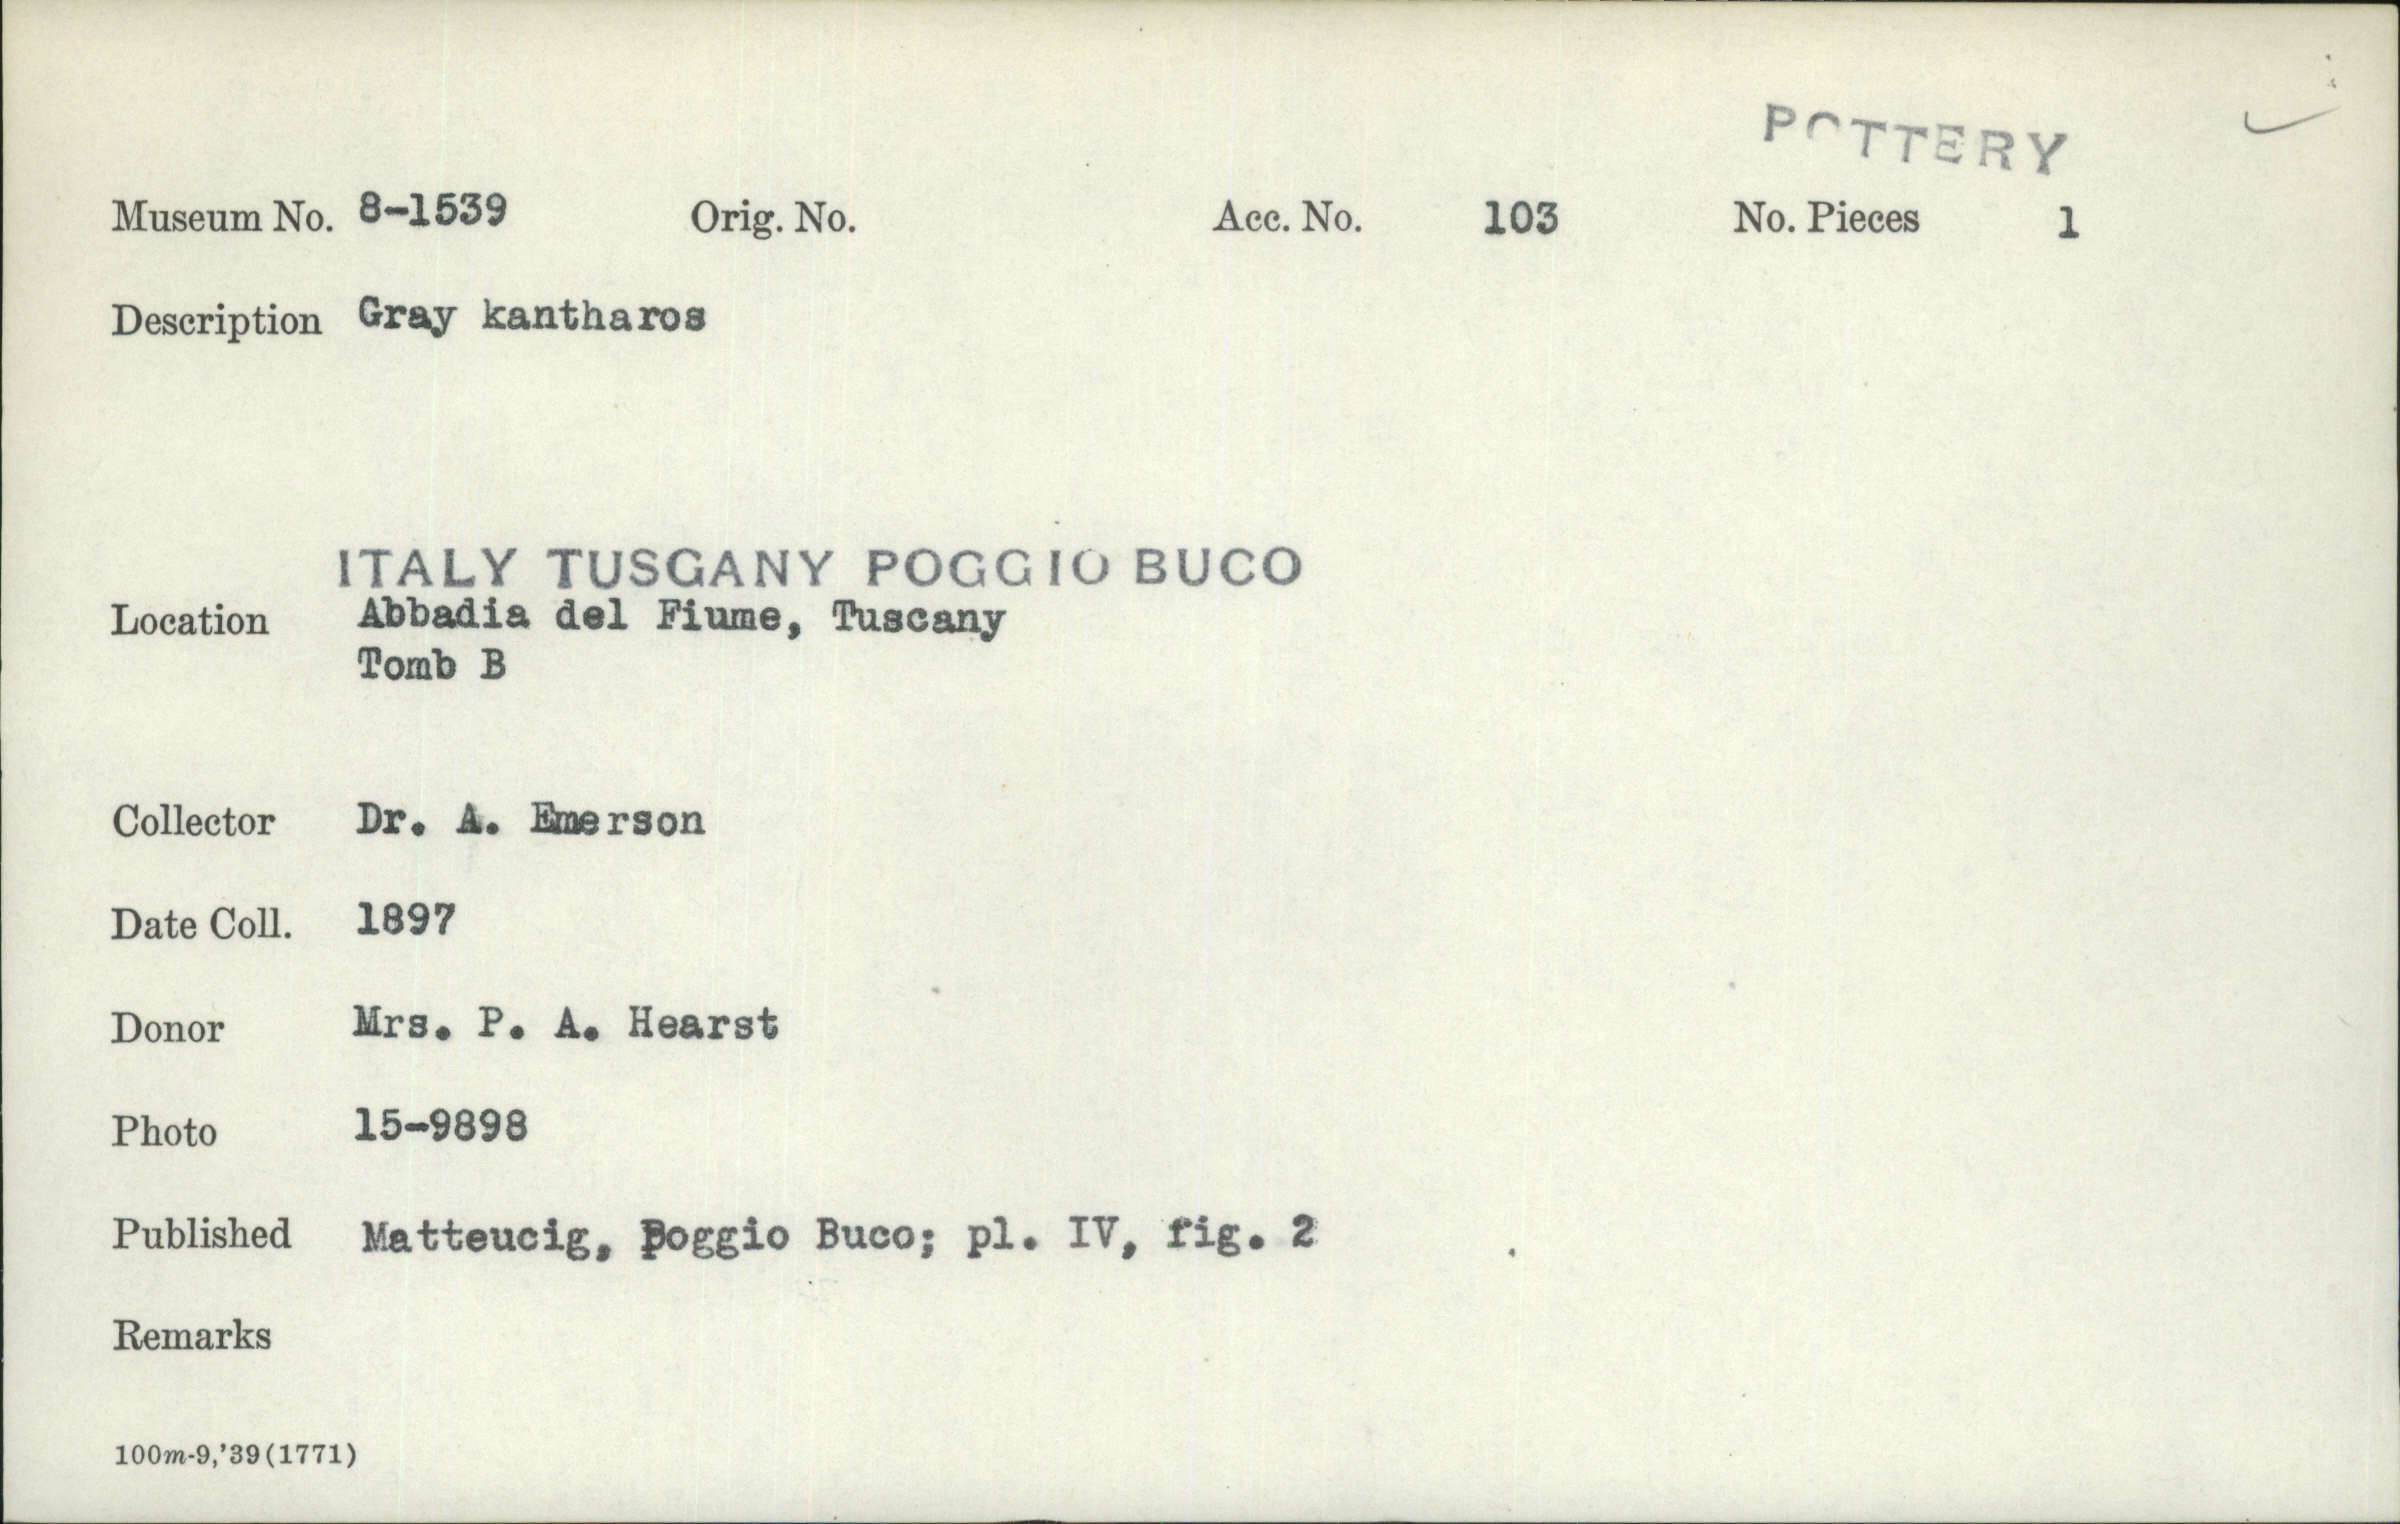 POTTERY
Museum No. 8-1539 Orig. No. Acc. No. 103 No. Pieces 1
Description Gray kantharos
ITALY TUSCANY POGGIO BUCO
Location Abbadia del Fiume, Tuscany
Tomb B
Collector Dr. A. Emerson
Date Coll. 1897
Donor Mrs. P. A. Hearst
Photo 15-9898
Published Matteucig, Poggio Buco; pl. IV, fig. 2
Remarks
100m-9,'39(1771)